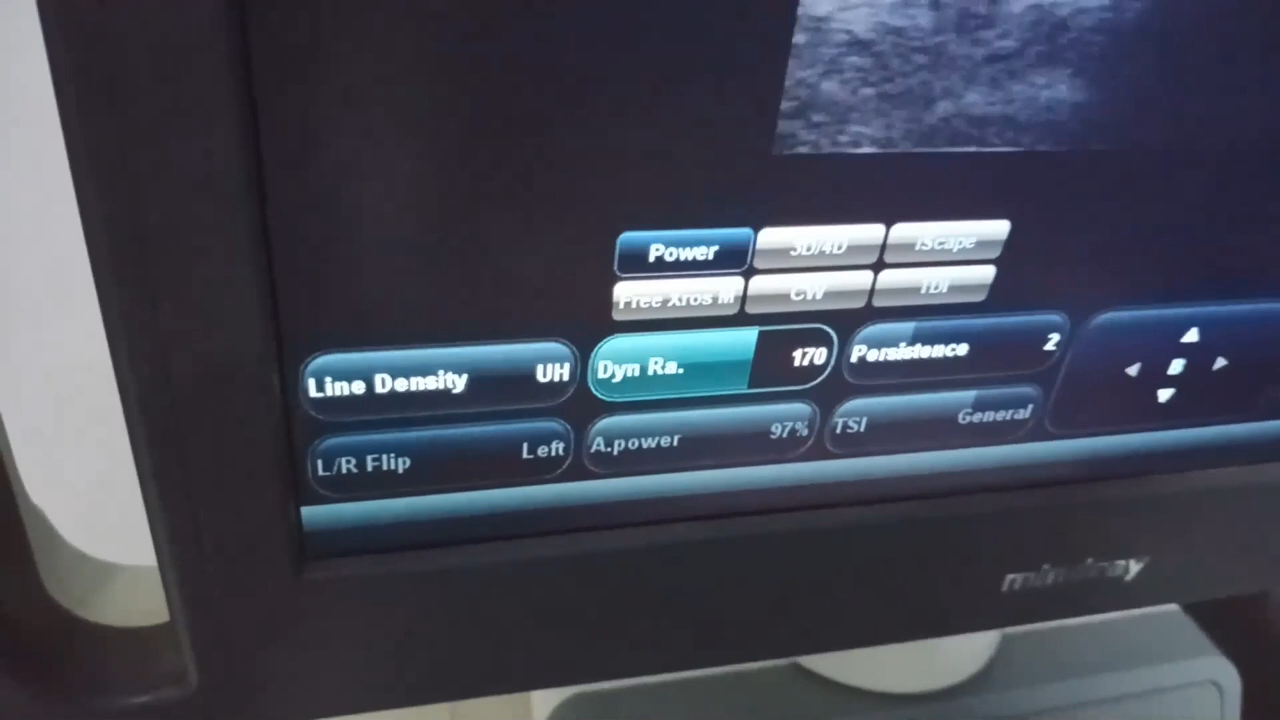 Power 3D/4D iScape
Free Xros M CW TDI
Line Density UH Dyn Ra. 170 Persistence 2
B
L/R Flip Left A.power 97% TSI General
mindray